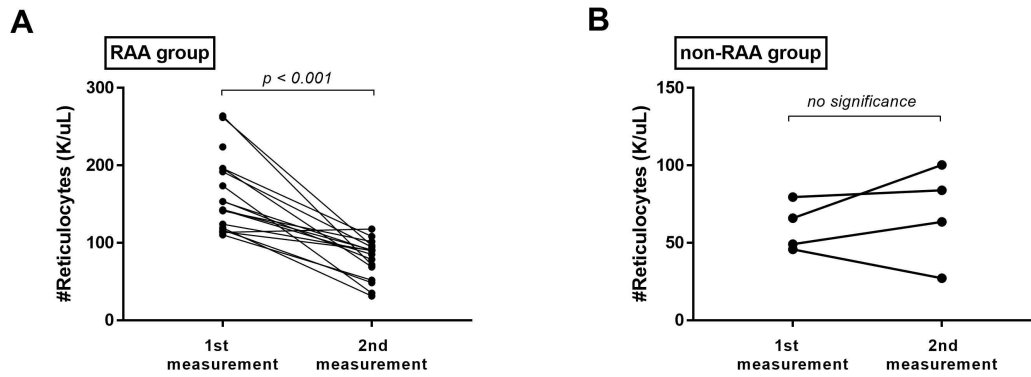 A
RAA group
p < 0.001
#Reticulocytes (K/uL)
300
200
100
0
1st
measurement
2nd
measurement
B
non-RAA group
no significance
#Reticulocytes (K/uL)
150
100
50
0
1st
measurement
2nd
measurement